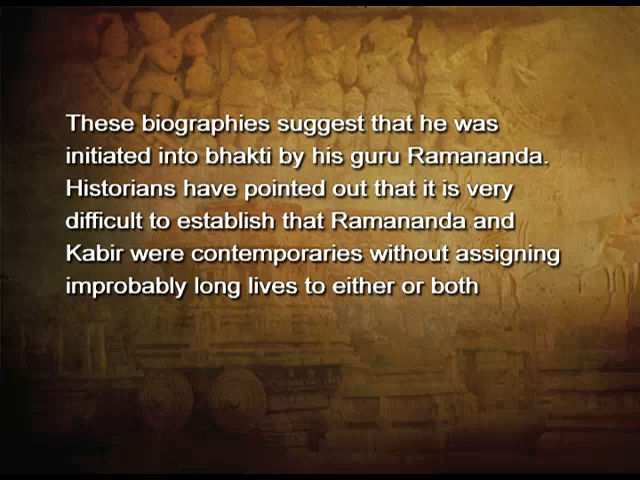 These biographies suggest that he was
initiated into bhakti by his guru Ramananda.
Historians have pointed out that it is very
difficult to establish that Ramananda and
Kabir were contemporaries without assigning
improbably long lives to either or both